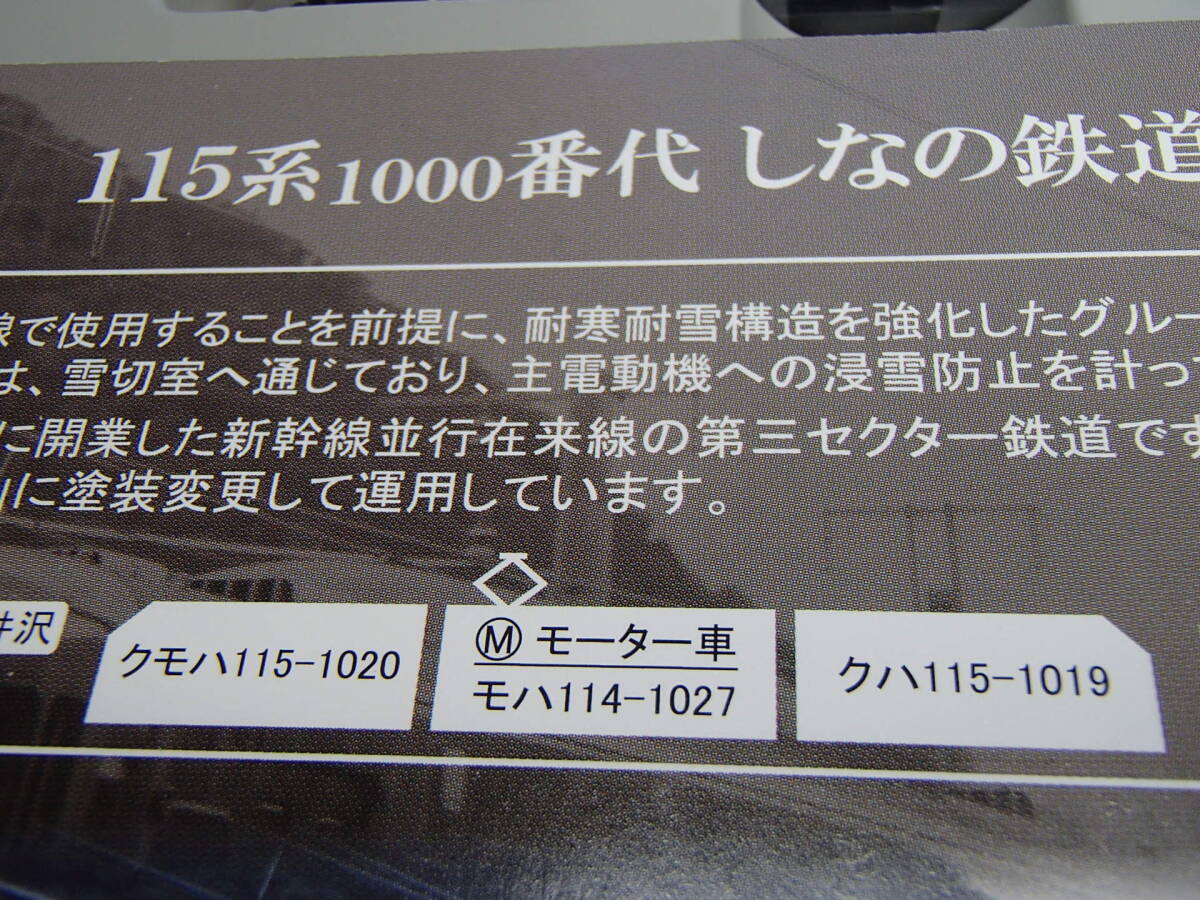 115系1000番代 しなの鉄道
線で使用することを前提に、耐寒耐雪構造を強化したグルー
は、雪切室へ通じており、主電動機への浸雪防止を計っ
に開業した新幹線並行在来線の第三セクター鉄道です
に塗装変更して運用しています。
井沢
クモハ115-1020
Ⓜ モーター車
モハ114-1027
クハ115-1019